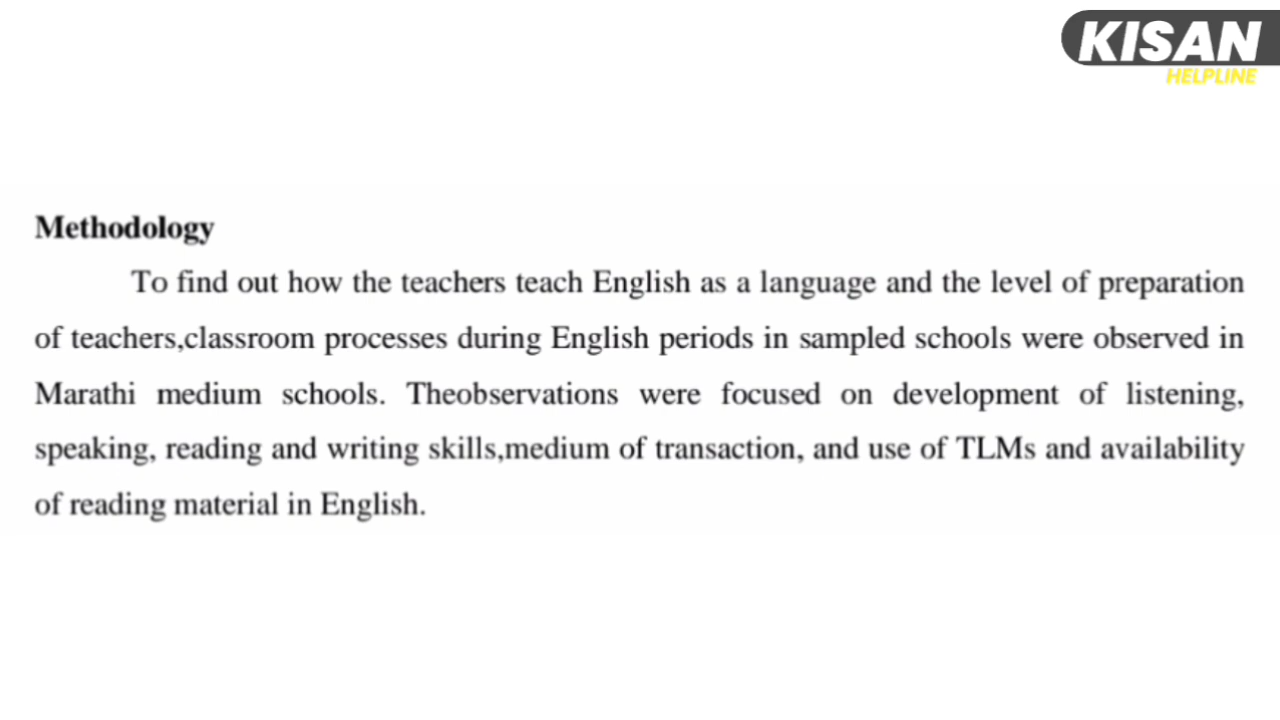 KISAN
HELPLINE
Methodology
To find out how the teachers teach English as a language and the level of preparation
of teachers,classroom processes during English periods in sampled schools were observed in
Marathi medium schools. Theobservations were focused on development of listening,
speaking, reading and writing skills,medium of transaction, and use of TLMs and availability
of reading material in English.